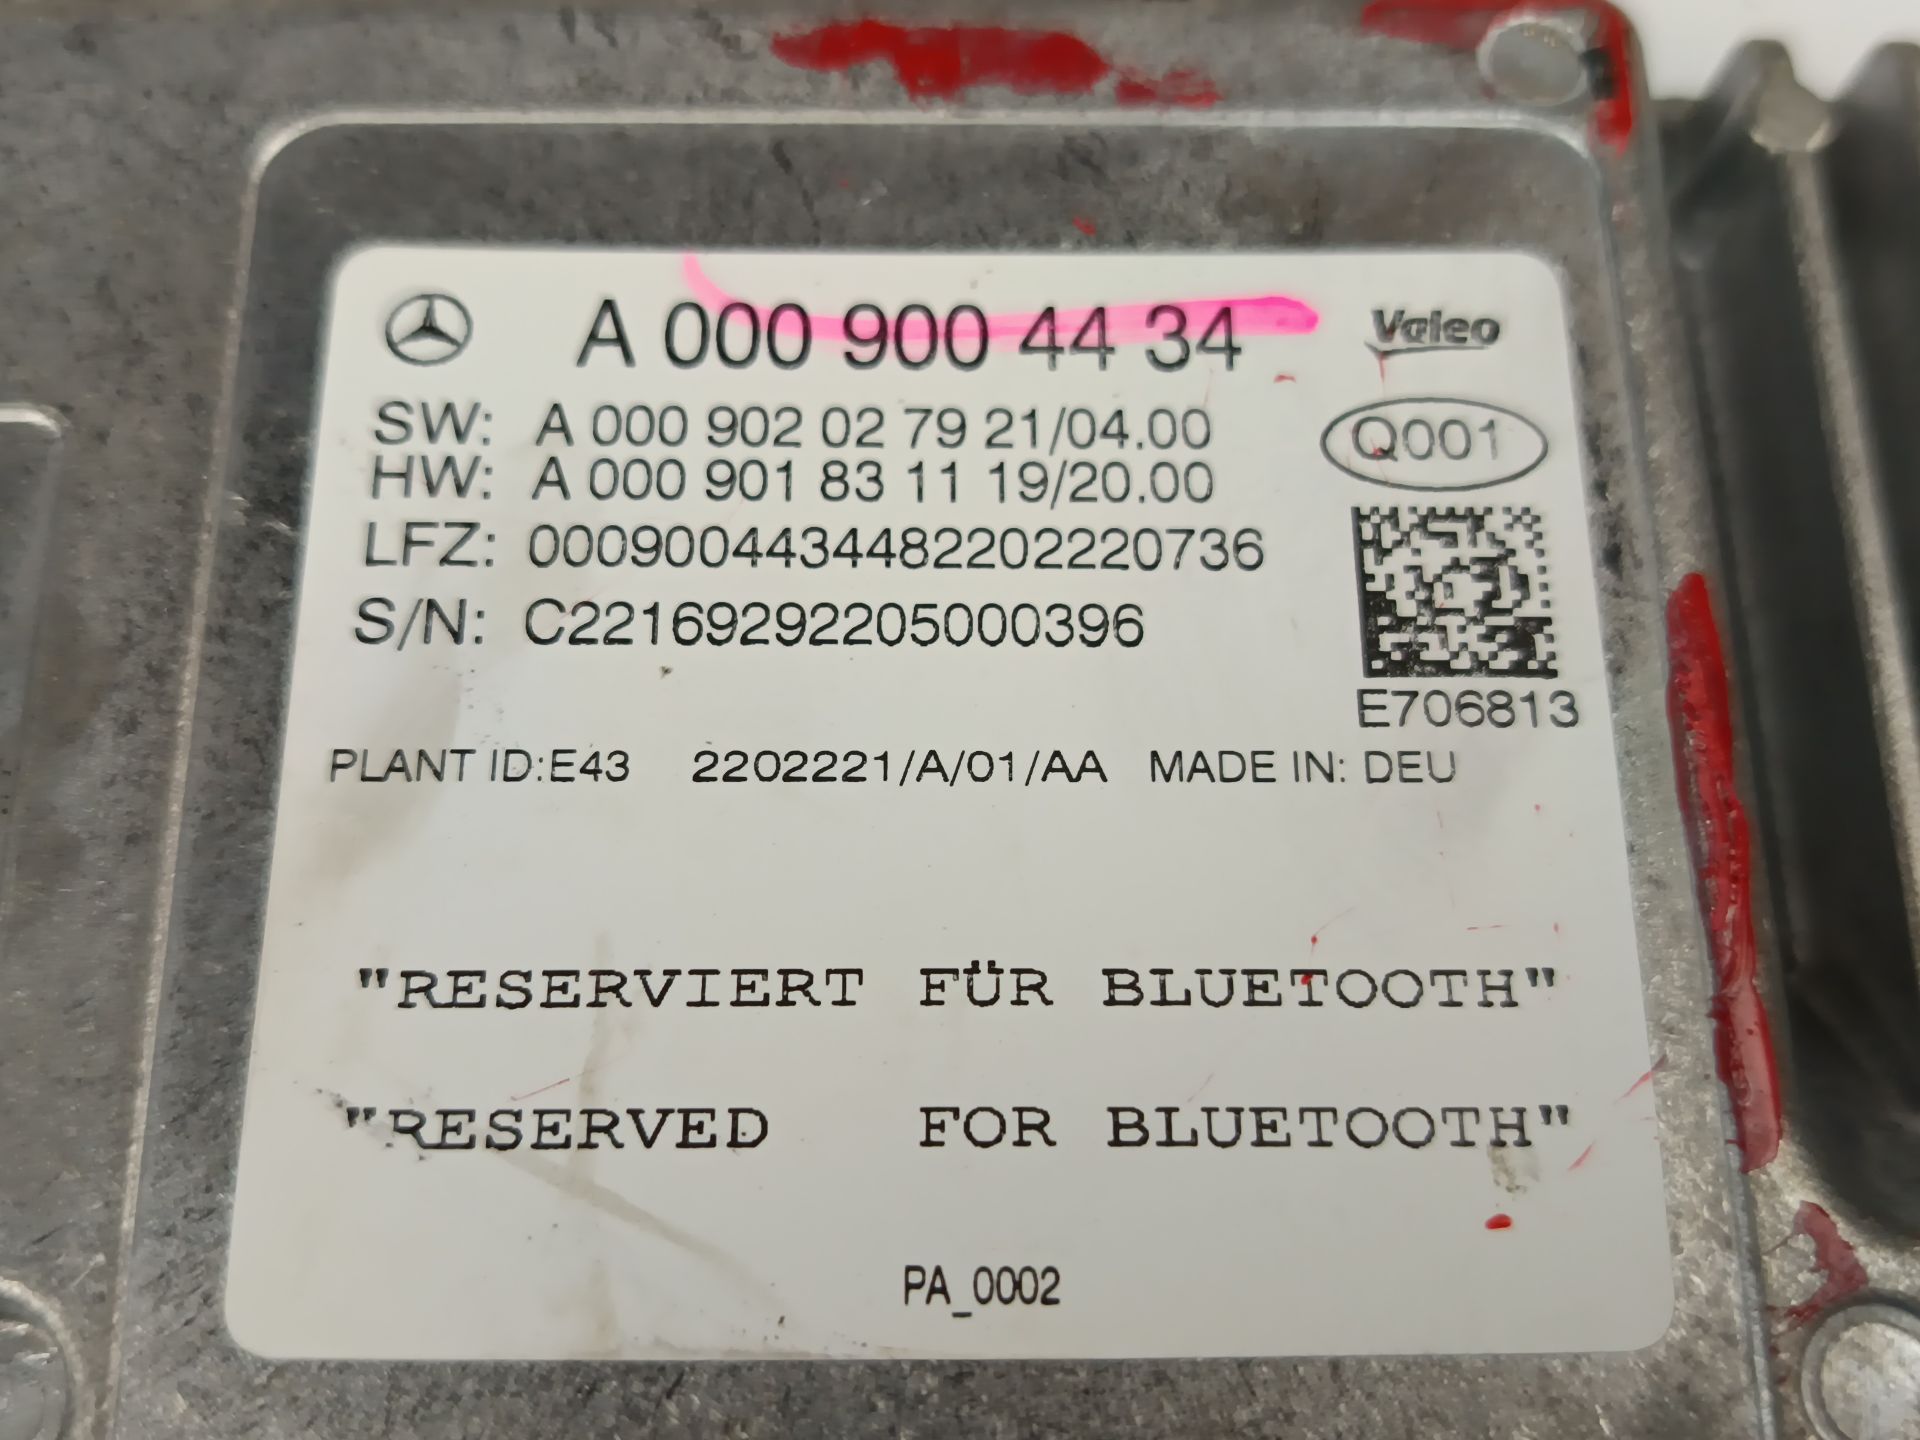 A 000 900 44 34
Valeo
SW: A 000 902 02 79 21/04.00
Q001
HW: A 000 901 83 11 19/20.00
LFZ: 0009004434482202220736
S/N: C22169292205000396
E706813
PLANT ID:E43 2202221/A/01/AA MADE IN: DEU
"RESERVIERT FÜR BLUETOOTH"
"RESERVED FOR BLUETOOTH"
PA_0002